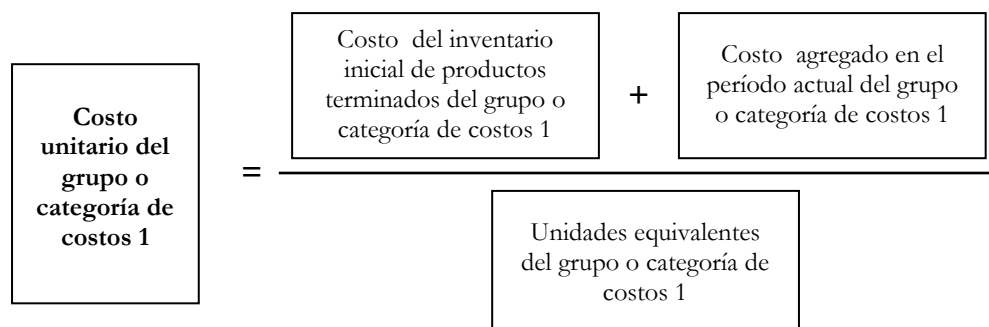 Costo
unitario del
grupo o
categoría de
costos 1
=
Costo del inventario
inicial de productos
terminados del grupo o
categoría de costos 1
+
Costo agregado en el
período actual del grupo
o categoría de costos 1
Unidades equivalentes
del grupo o categoría de
costos 1